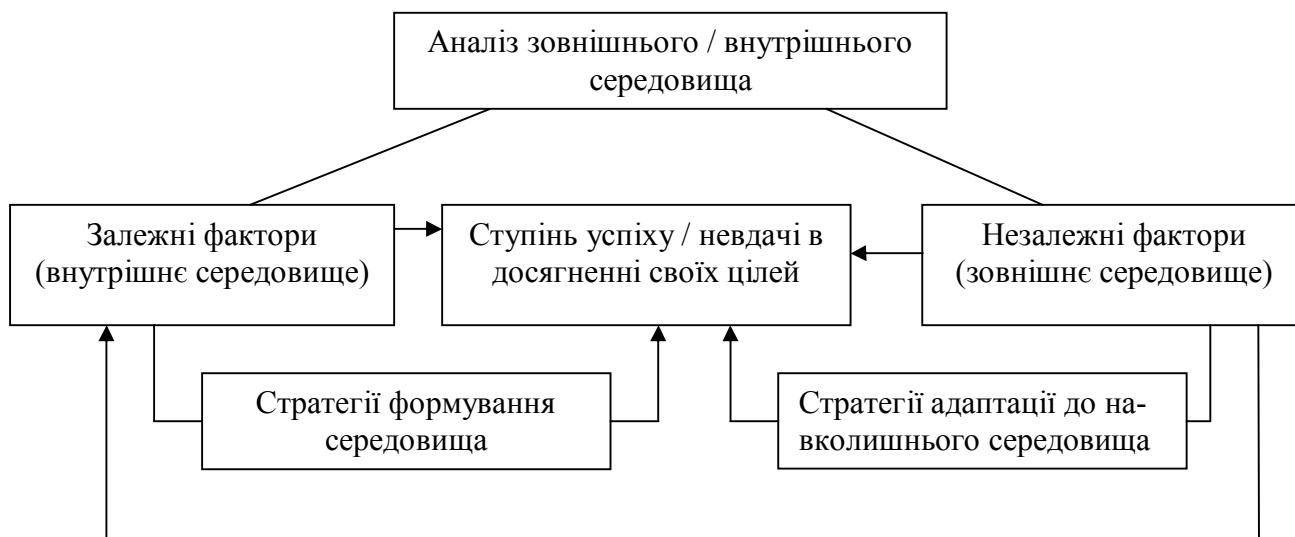 Аналіз зовнішнього / внутрішнього
середовища
Залежні фактори
(внутрішнє середовище)
Ступінь успіху / невдачі в
досягненні своїх цілей
Незалежні фактори
(зовнішнє середовище)
Стратегії формування
середовища
Стратегії адаптації до на-
вколишнього середовища